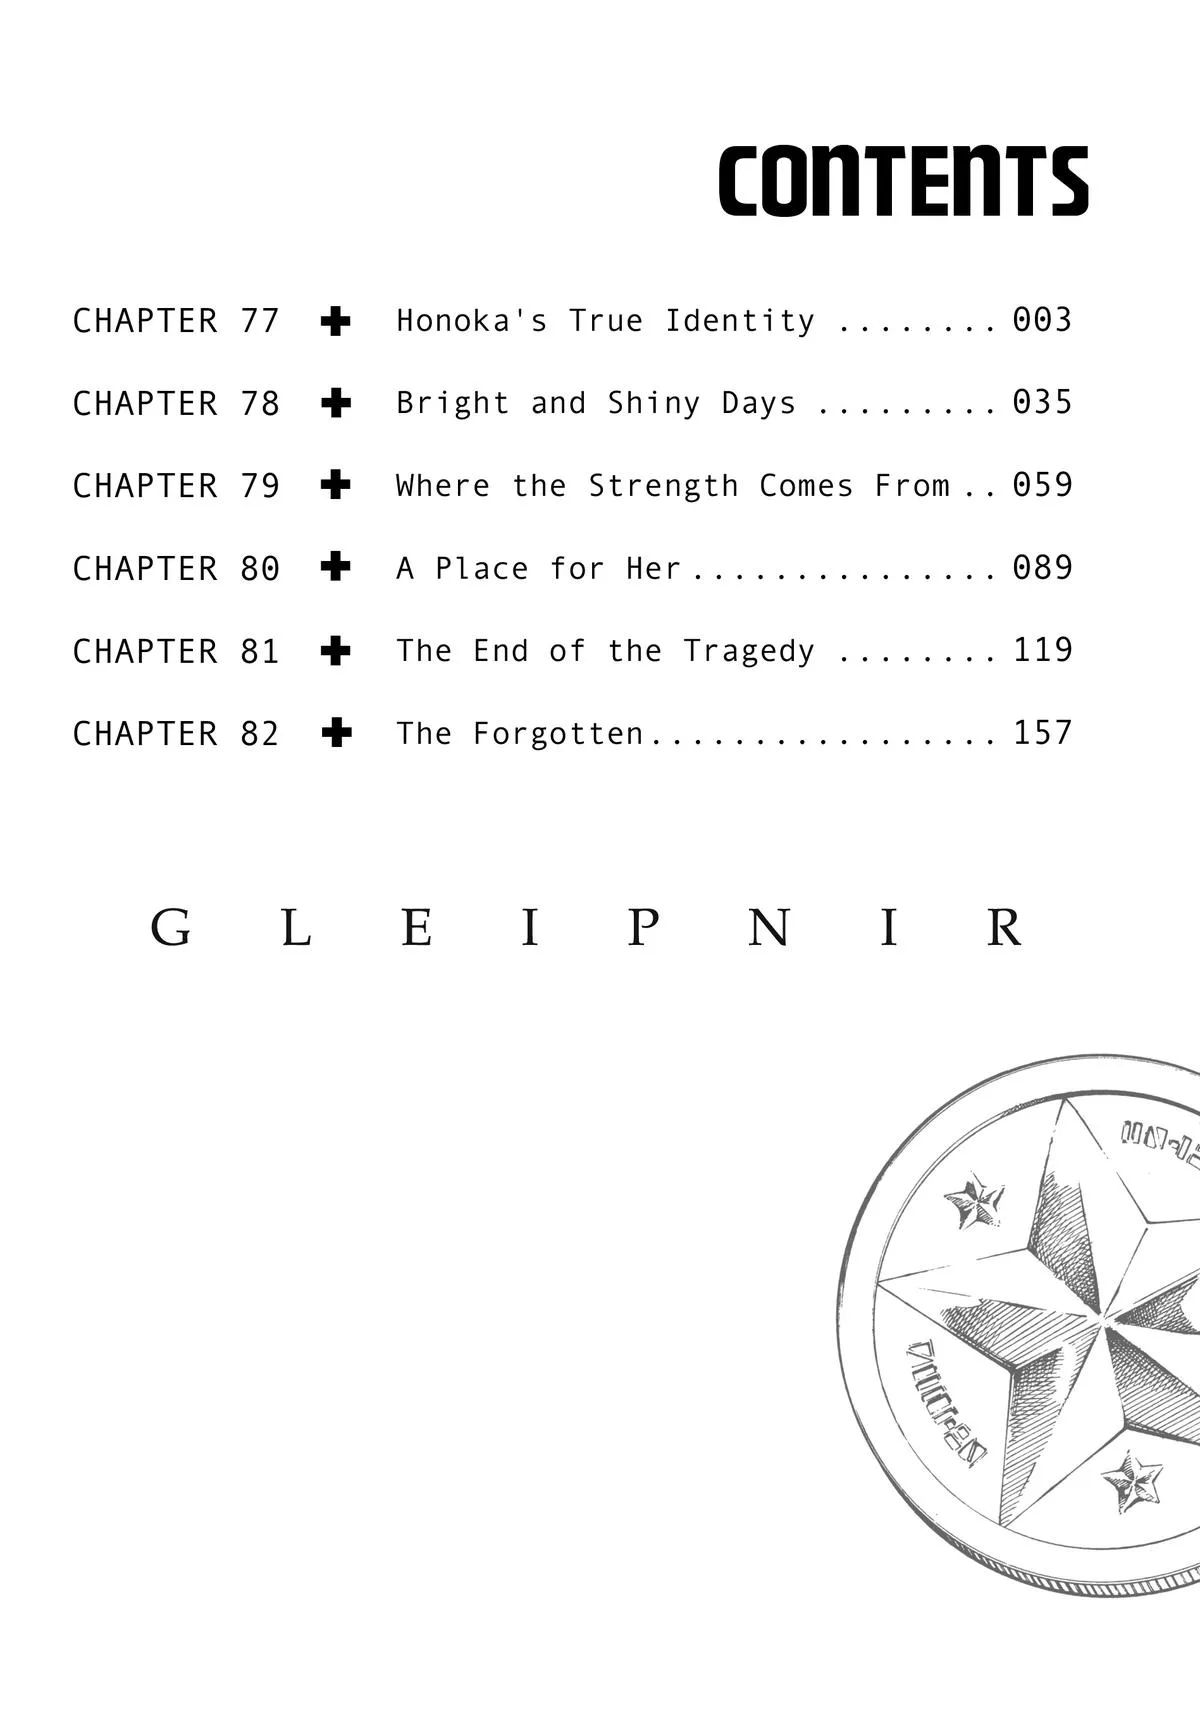 CONTENTS
CHAPTER 77 ✚ Honoka's True Identity ........ 003
CHAPTER 78 ✚ Bright and Shiny Days ......... 035
CHAPTER 79 ✚ Where the Strength Comes From .. 059
CHAPTER 80 ✚ A Place for Her............... 089
CHAPTER 81 ✚ The End of the Tragedy ........ 119
CHAPTER 82 ✚ The Forgotten................. 157
G L E I P N I R